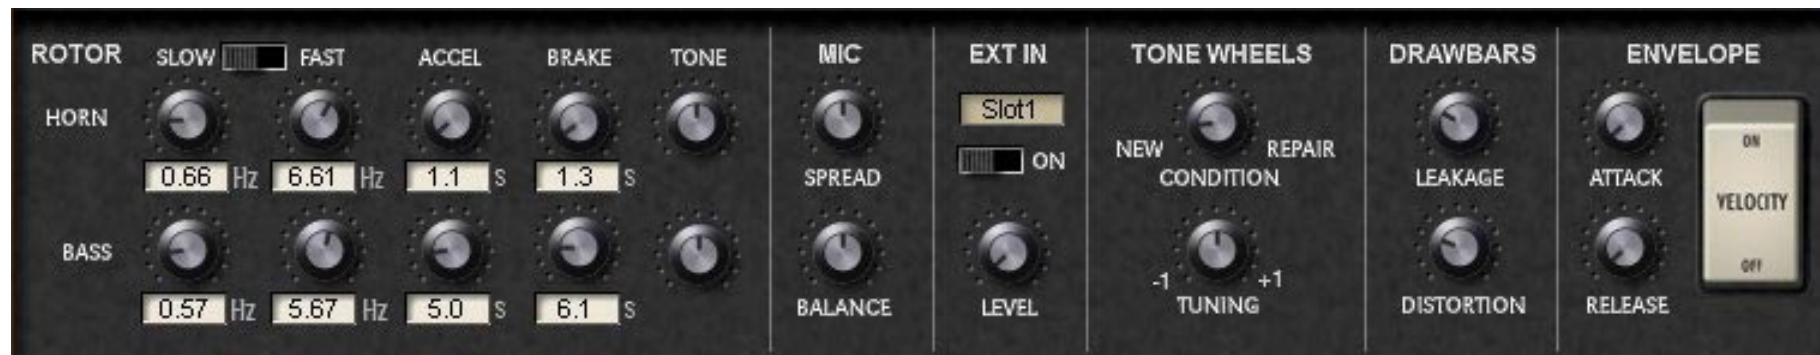 ROTOR SLOW FAST ACCEL BRAKE TONE MIC EXT IN TONE WHEELS DRAWBARS ENVELOPE
HORN Slot1
ON NEW REPAIR ON
0.66 Hz 6.61 Hz 1.1 s 1.3 s SPREAD CONDITION LEAKAGE ATTACK
VELOCITY
BASS OFF
-1 +1
0.57 Hz 5.67 Hz 5.0 s 6.1 s BALANCE LEVEL TUNING DISTORTION RELEASE